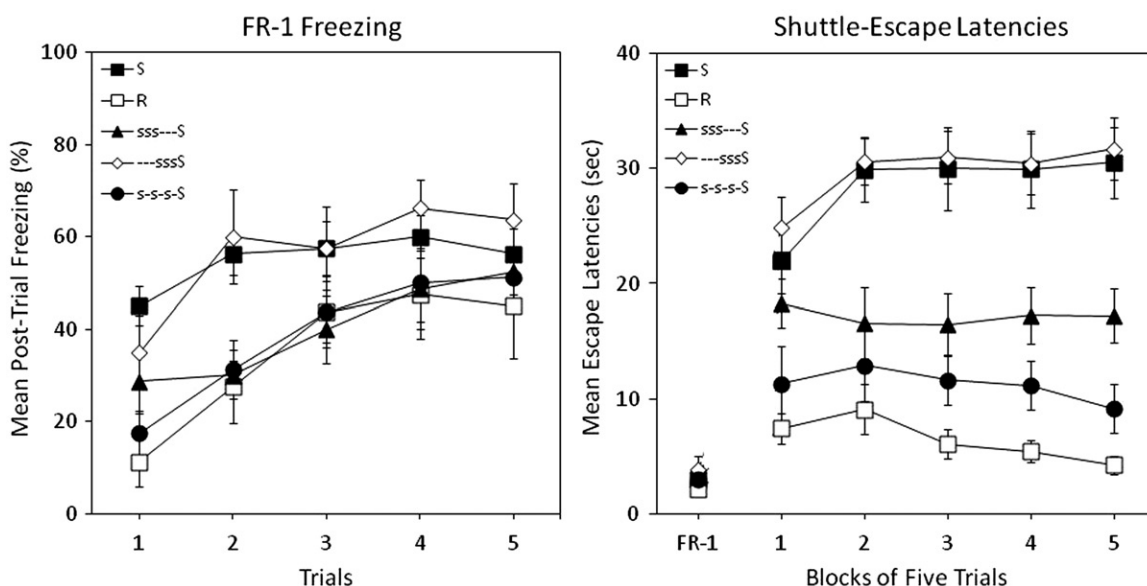 FR-1 Freezing
Mean Post-Trial Freezing (%)
100
80
60
40
20
0
S
R
sss---S
---sssS
s-s-s-S
1 2 3 4 5
Trials
Shuttle-Escape Latencies
Mean Escape Latencies (sec)
40
30
20
10
0
S
R
sss---S
---sssS
s-s-s-S
FR-1 1 2 3 4 5
Blocks of Five Trials